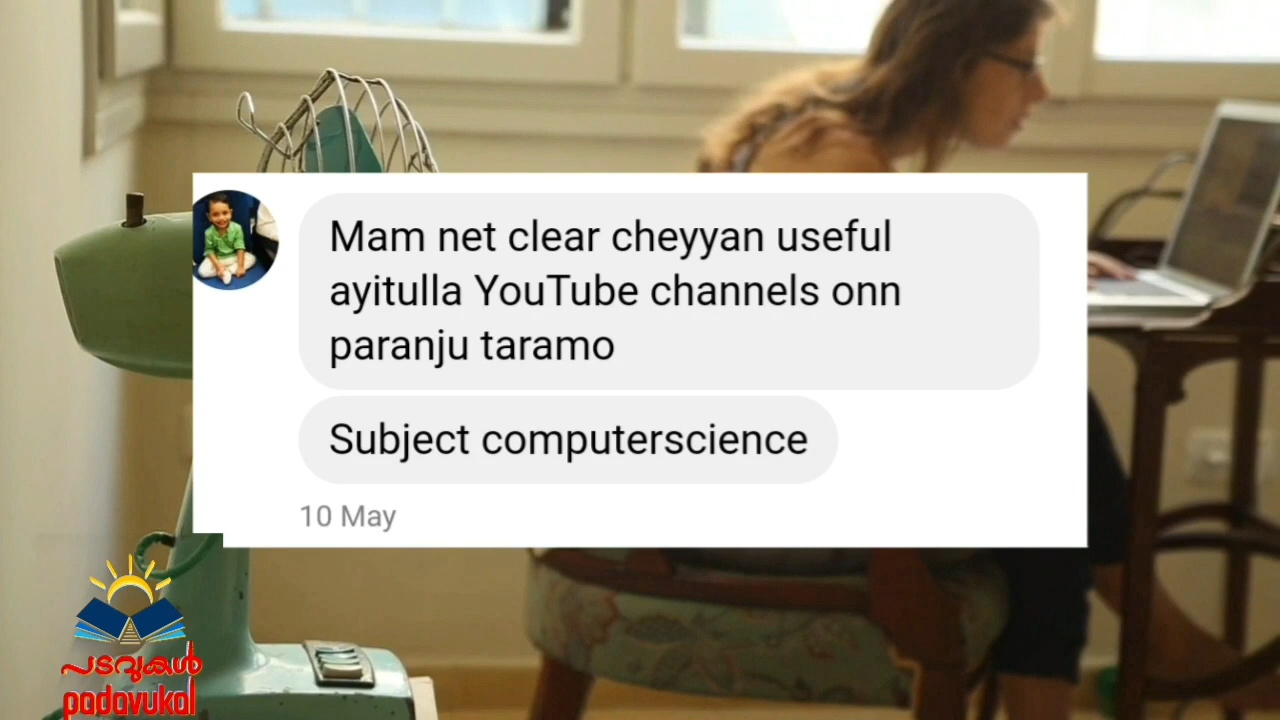 Mam net clear cheyyan useful
ayitulla YouTube channels onn
paranju taramo
Subject computerscience
10 May
പടവുകൾ
padavukal